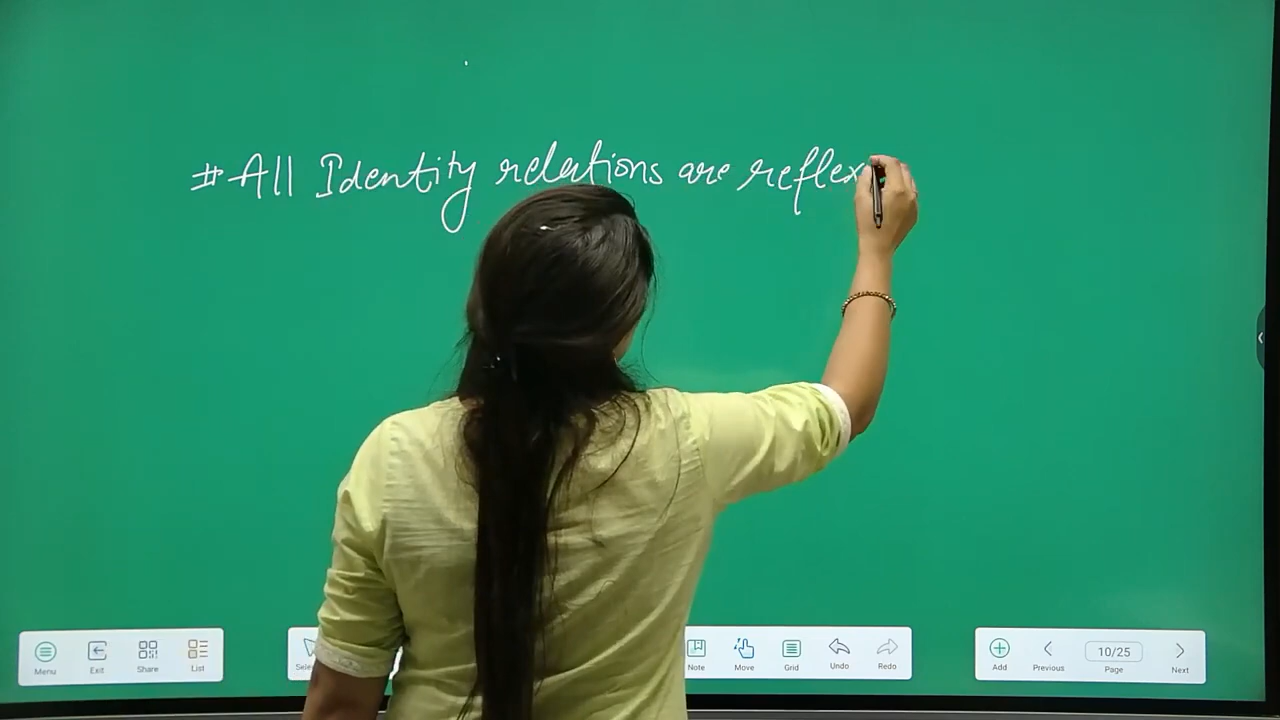 #All Identity relations are reflex
Menu Exit Share List Note Move Grid Undo Redo Add Previous 10/25 Page Next